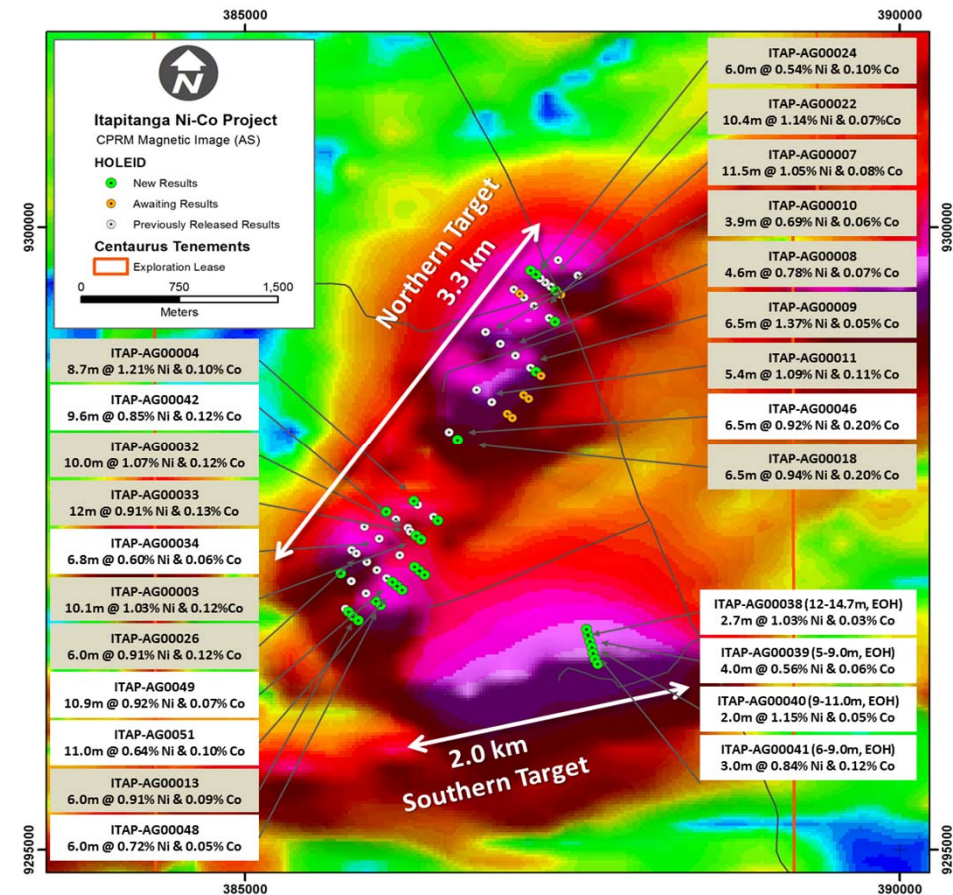 385000
390000
N
Itapitanga Ni-Co Project
CPRM Magnetic Image (AS)
HOLEID
New Results
Awaiting Results
Previously Released Results
Centaurus Tenements
Exploration Lease
0 750 1,500
Meters
9300000
9300000
Northern Target
3.3 km
ITAP-AG00024
6.0m @ 0.54% Ni & 0.10% Co
ITAP-AG00022
10.4m @ 1.14% Ni & 0.07%Co
ITAP-AG00007
11.5m @ 1.05% Ni & 0.08% Co
ITAP-AG00010
3.9m @ 0.69% Ni & 0.06% Co
ITAP-AG00008
4.6m @ 0.78% Ni & 0.07% Co
ITAP-AG00009
6.5m @ 1.37% Ni & 0.05% Co
ITAP-AG00011
5.4m @ 1.09% Ni & 0.11% Co
ITAP-AG00046
6.5m @ 0.92% Ni & 0.20% Co
ITAP-AG00018
6.5m @ 0.94% Ni & 0.20% Co
ITAP-AG00004
8.7m @ 1.21% Ni & 0.10% Co
ITAP-AG00042
9.6m @ 0.85% Ni & 0.12% Co
ITAP-AG00032
10.0m @ 1.07% Ni & 0.12% Co
ITAP-AG00033
12m @ 0.91% Ni & 0.13% Co
ITAP-AG00034
6.8m @ 0.60% Ni & 0.06% Co
ITAP-AG00003
10.1m @ 1.03% Ni & 0.12%Co
ITAP-AG00026
6.0m @ 0.91% Ni & 0.12% Co
ITAP-AG0049
10.9m @ 0.92% Ni & 0.07% Co
ITAP-AG0051
11.0m @ 0.64% Ni & 0.10% Co
ITAP-AG00013
6.0m @ 0.91% Ni & 0.09% Co
ITAP-AG00048
6.0m @ 0.72% Ni & 0.05% Co
ITAP-AG00038 (12-14.7m, EOH)
2.7m @ 1.03% Ni & 0.03% Co
ITAP-AG00039 (5-9.0m, EOH)
4.0m @ 0.56% Ni & 0.06% Co
ITAP-AG00040 (9-11.0m, EOH)
2.0m @ 1.15% Ni & 0.05% Co
ITAP-AG00041 (6-9.0m, EOH)
3.0m @ 0.84% Ni & 0.12% Co
2.0 km
Southern Target
9295000
9295000
385000
390000